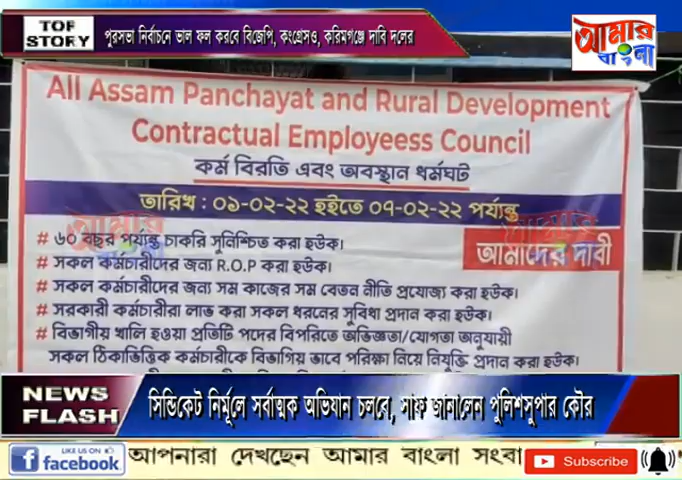 TOP
STORY
পুরসভা নির্বাচনে ভাল ফল করবে বিজেপি, কংগ্রেসও, করিমগঞ্জে দাবি দলের
আমার
বাংলা
All Assam Panchayat and Rural Development
Contractual Employeess Council
কর্ম বিরতি এবং অবস্থান ধর্মঘট
তারিখ : ০১-০২-২২ হইতে ০৭-০২-২২ পর্য্যন্ত
আমাদের দাবী
# ৬০ বছর পর্য্যন্ত চাকরি সুনিশ্চিত করা হউক।
# সকল কর্মচারীদের জন্য R.O.P করা হউক।
# সকল কর্মচারীদের জন্য সম কাজের সম বেতন নীতি প্রযোজ্য করা হউক।
# সরকারী কর্মচারীরা লাভ করা সকল ধরনের সুবিধা প্রদান করা হউক।
# বিভাগীয় খালি হওয়া প্রতিটি পদের বিপরিতে অভিজ্ঞতা/যোগতা অনুযায়ী
সকল ঠিকাভিত্তিক কর্মচারীকে বিভাগিয় ভাবে পরিক্ষা নিয়ে নিযুক্তি প্রদান করা হউক।
NEWS
FLASH
সিন্ডিকেট নির্মূলে সর্বাত্মক অভিযান চলবে, সাফ জানালেন পুলিশসুপার কৌর
LIKE US ON
facebook
আপনারা দেখছেন আমার বাংলা সংবা
Subscribe